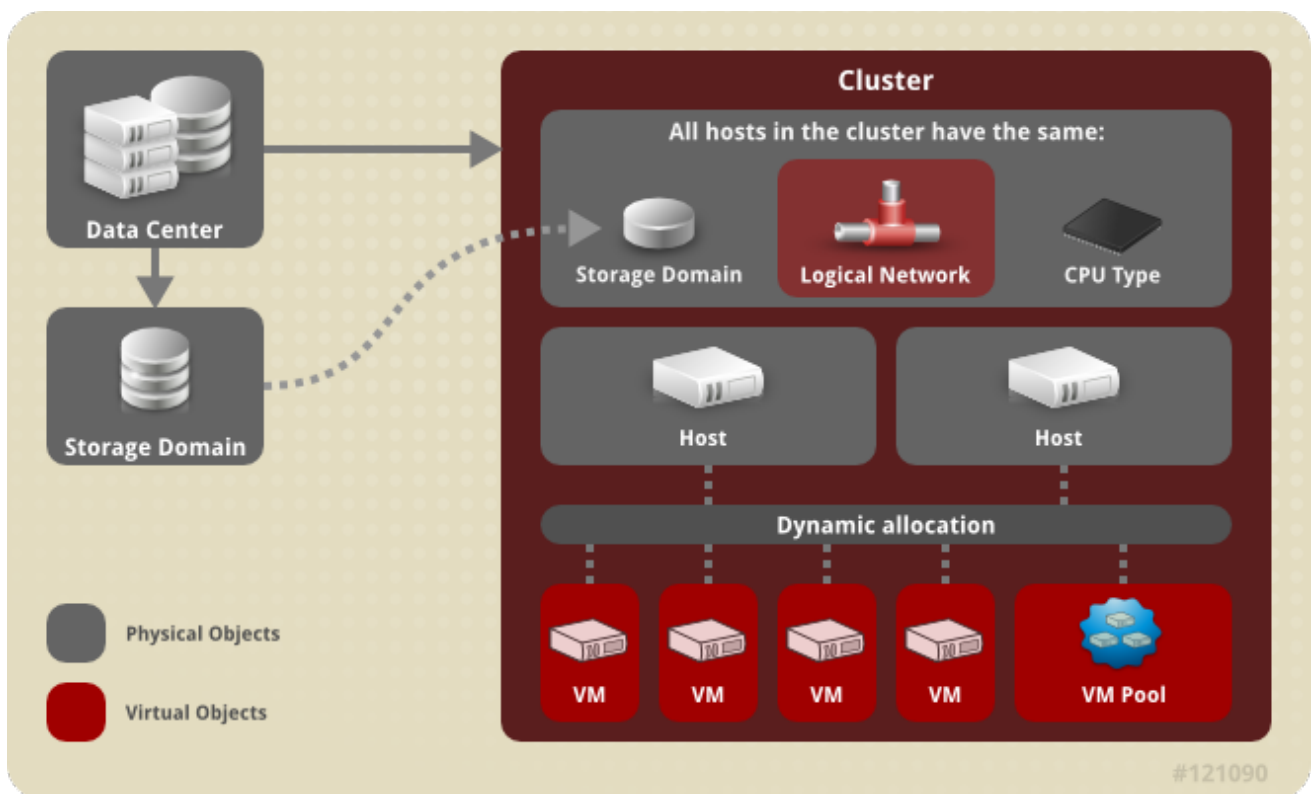 Cluster
All hosts in the cluster have the same:
Data Center
Storage Domain
Logical Network
CPU Type
Storage Domain
Host
Host
Dynamic allocation
VM
VM
VM
VM
VM Pool
Physical Objects
Virtual Objects
#121090